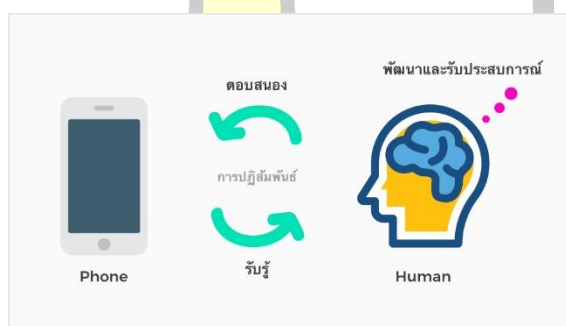 พัฒนาและรับประสบการณ์
ตอบสนอง
การปฏิสัมพันธ์
รับรู้
Phone
Human